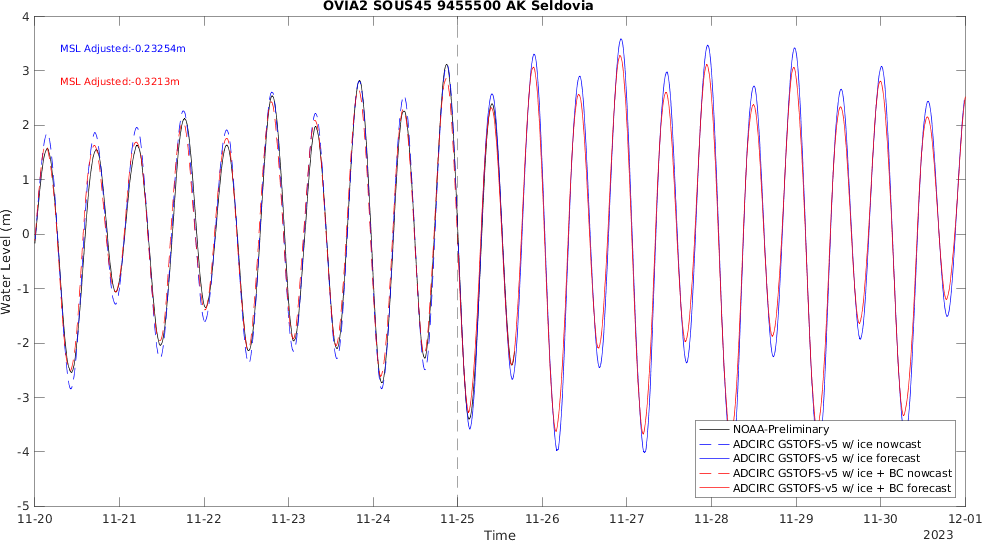 OVIA2 SOUS45 9455500 AK Seldovia
MSL Adjusted:-0.23254m
MSL Adjusted:-0.3213m
4
3
2
1
0
-1
-2
-3
-4
-5
Water Level (m)
NOAA-Preliminary
ADCIRC GSTOFS-v5 w/ ice nowcast
ADCIRC GSTOFS-v5 w/ ice forecast
ADCIRC GSTOFS-v5 w/ ice + BC nowcast
ADCIRC GSTOFS-v5 w/ ice + BC forecast
11-20 11-21 11-22 11-23 11-24 11-25 11-26 11-27 11-28 11-29 11-30 12-01
Time
2023